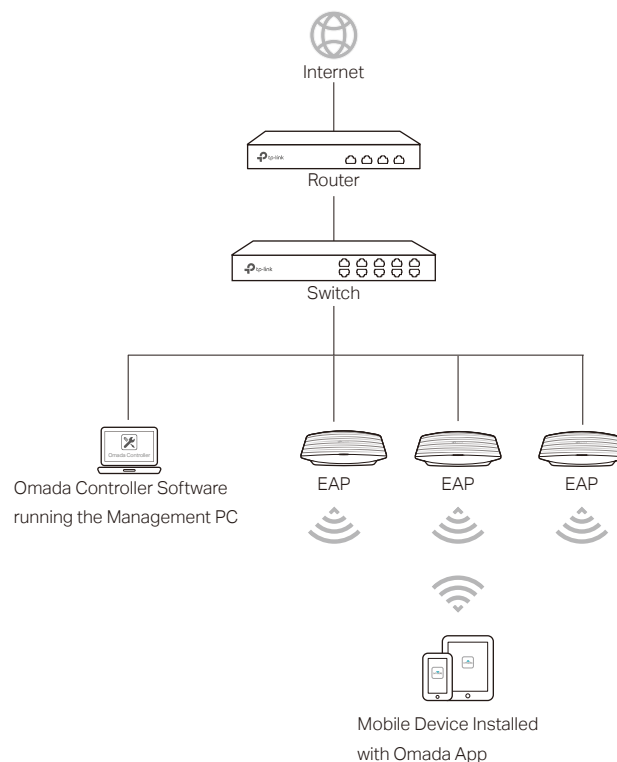 Internet
tp-link
Router
tp-link
Switch
Omada Controller
Omada Controller Software
running the Management PC
EAP
EAP
EAP
Mobile Device Installed
with Omada App